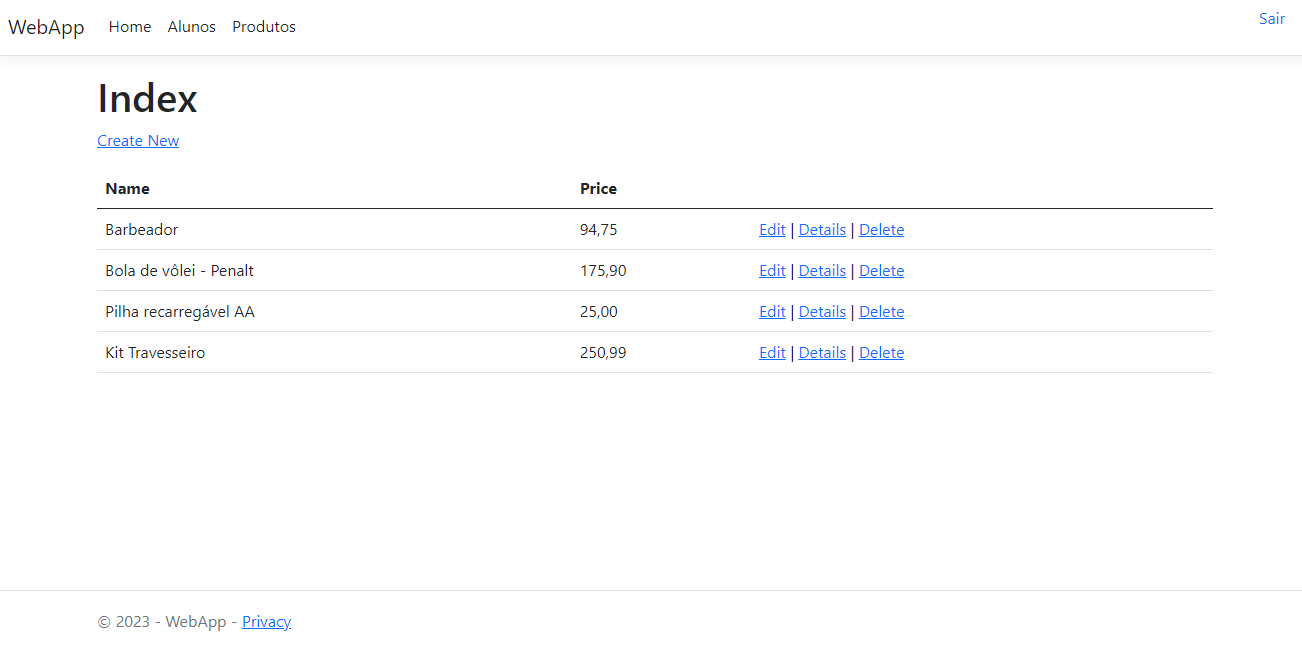 WebApp Home Alunos Produtos Sair
Index
Create New
Name Price
Barbeador 94,75 Edit | Details | Delete
Bola de vôlei - Penalt 175,90 Edit | Details | Delete
Pilha recarregável AA 25,00 Edit | Details | Delete
Kit Travesseiro 250,99 Edit | Details | Delete
© 2023 - WebApp - Privacy